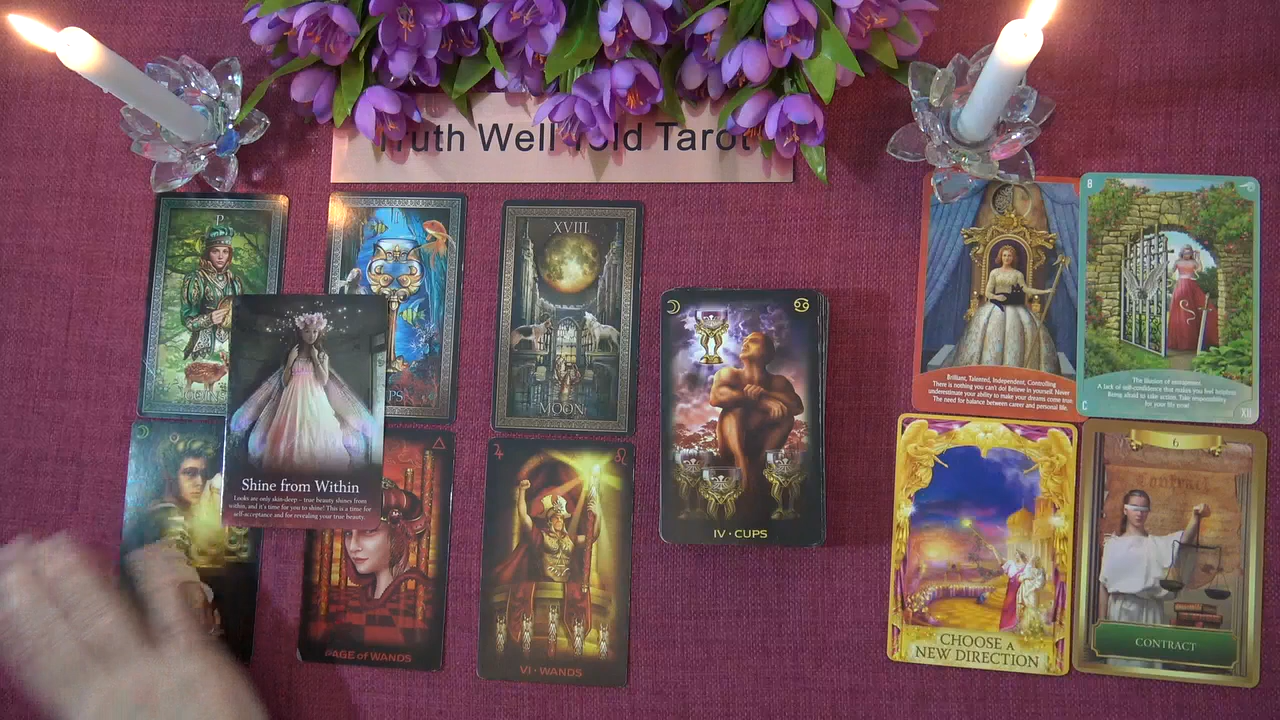 Truth Well Told Tarot
P
XVIII
MOON
Shine from Within
Looks are only skin-deep – true beauty shines from
within, and it's time for you to shine! This is a time for
self-acceptance and for revealing your true beauty.
PAGE of WANDS
VI · WANDS
IV · CUPS
Brilliant, Talented, Independent, Controlling
There is nothing you can't do! Believe in yourself. Never
underestimate your ability to make your dreams come true.
The need for balance between career and personal life.
8
The illusion of entrapment.
A lack of self-confidence that makes you feel helpless.
Being afraid to take action. Take responsibility
for your life now!
C
XII
CHOOSE A
NEW DIRECTION
6
Contract
CONTRACT